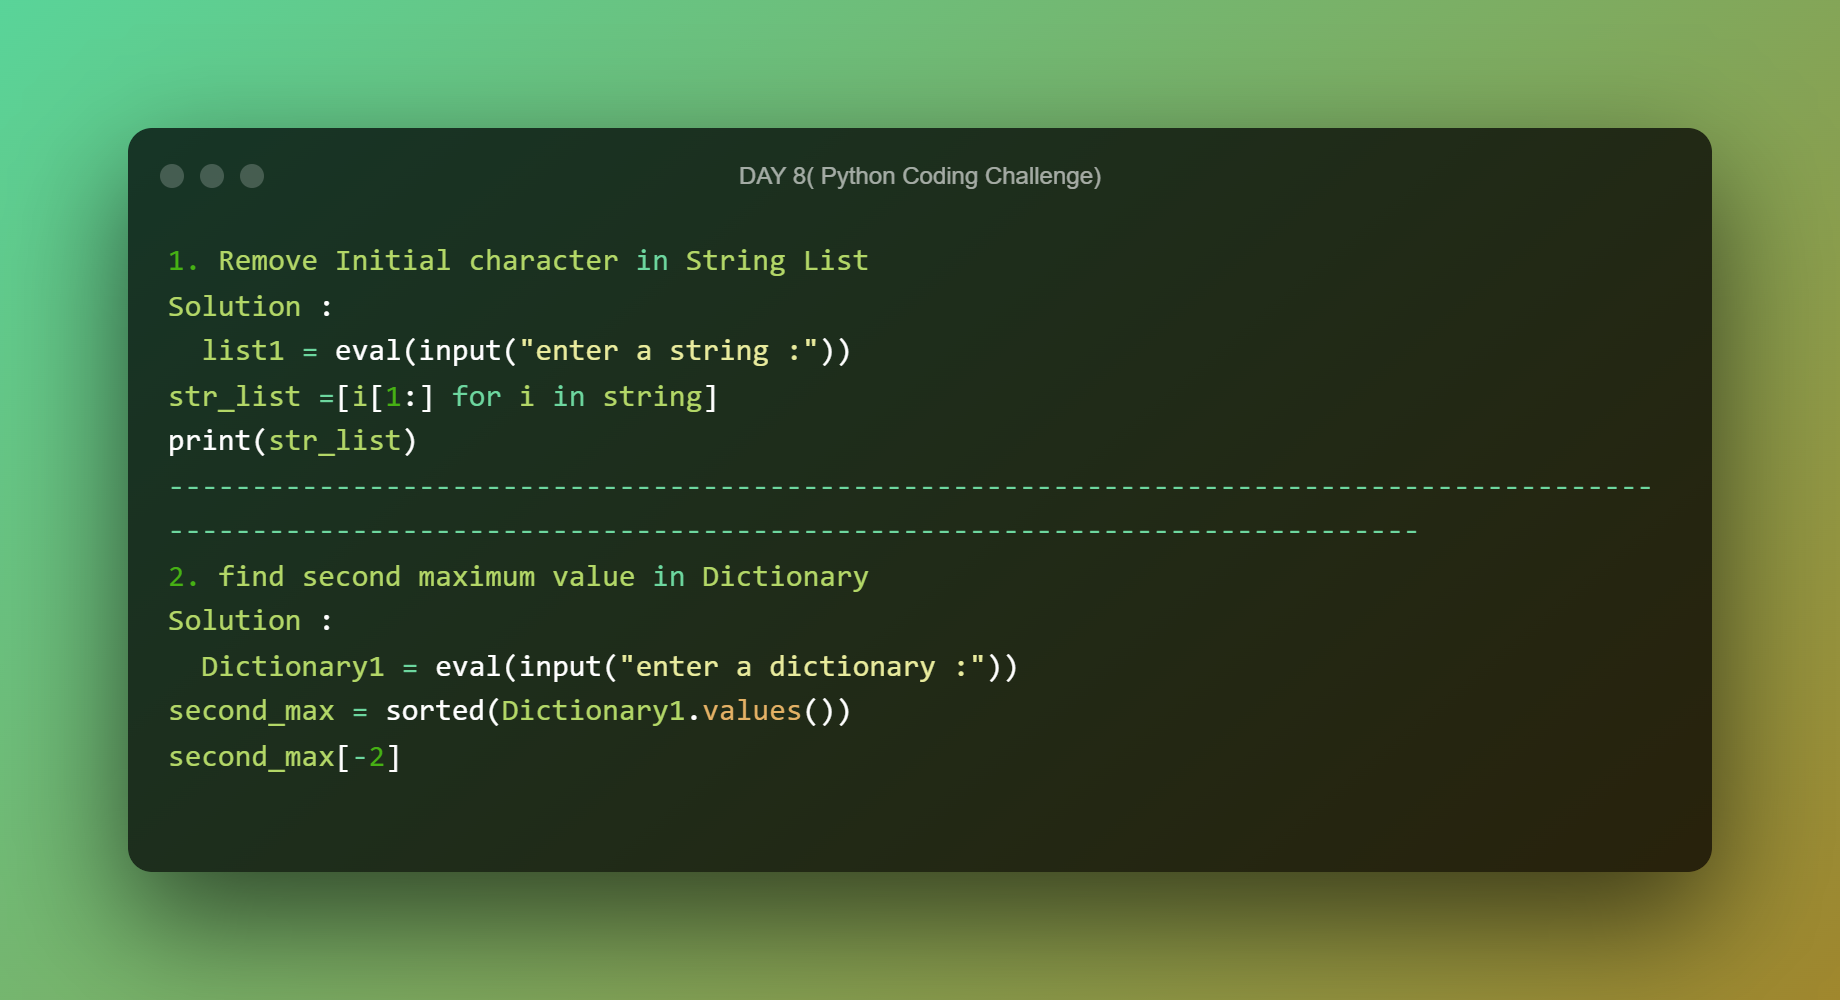 DAY 8( Python Coding Challenge)
1. Remove Initial character in String List
Solution :
  list1 = eval(input("enter a string :"))
str_list =[i[1:] for i in string]
print(str_list)
-----------------------------------------------------------------------------------------
---------------------------------------------------------------------------
2. find second maximum value in Dictionary
Solution :
  Dictionary1 = eval(input("enter a dictionary :"))
second_max = sorted(Dictionary1.values())
second_max[-2]